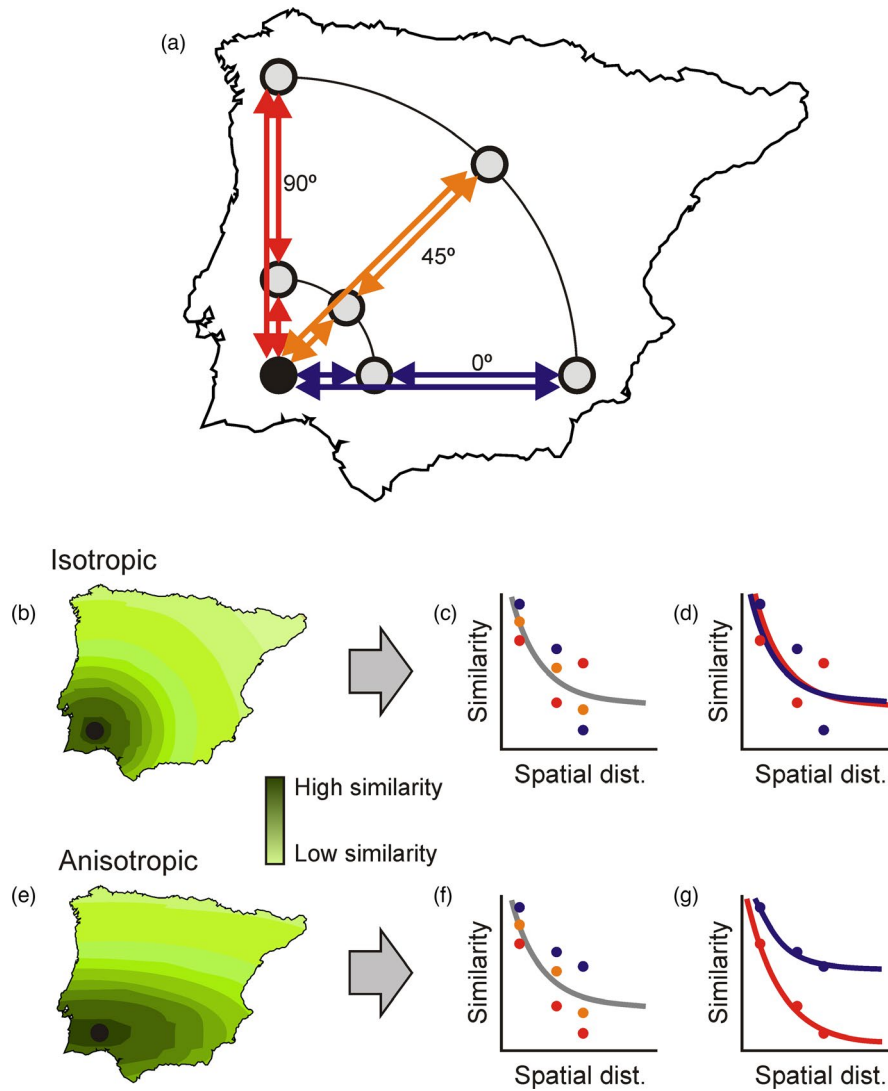 (a)
90º
45º
0º
Isotropic
(b)
(c)
Similarity
Spatial dist.
(d)
Similarity
Spatial dist.
High similarity
Low similarity
Anisotropic
(e)
(f)
Similarity
Spatial dist.
(g)
Similarity
Spatial dist.